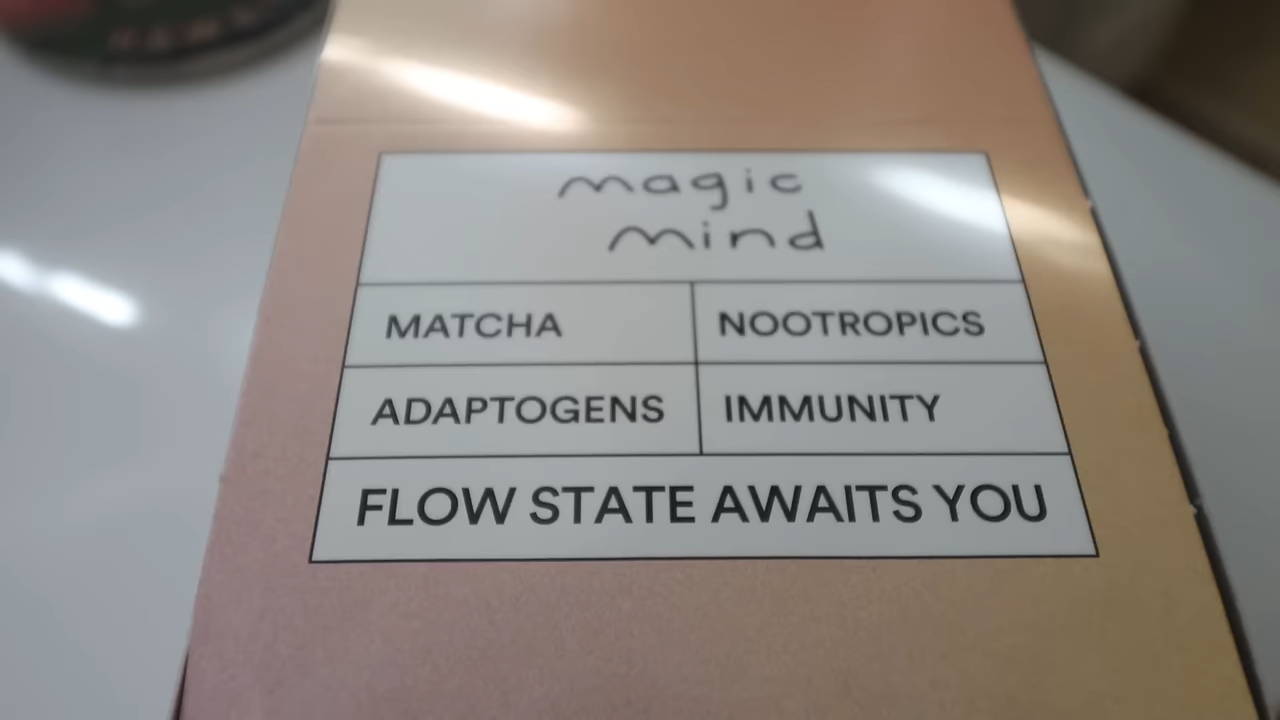 magic
mind
MATCHA
NOOTROPICS
ADAPTOGENS
IMMUNITY
FLOW STATE AWAITS YOU